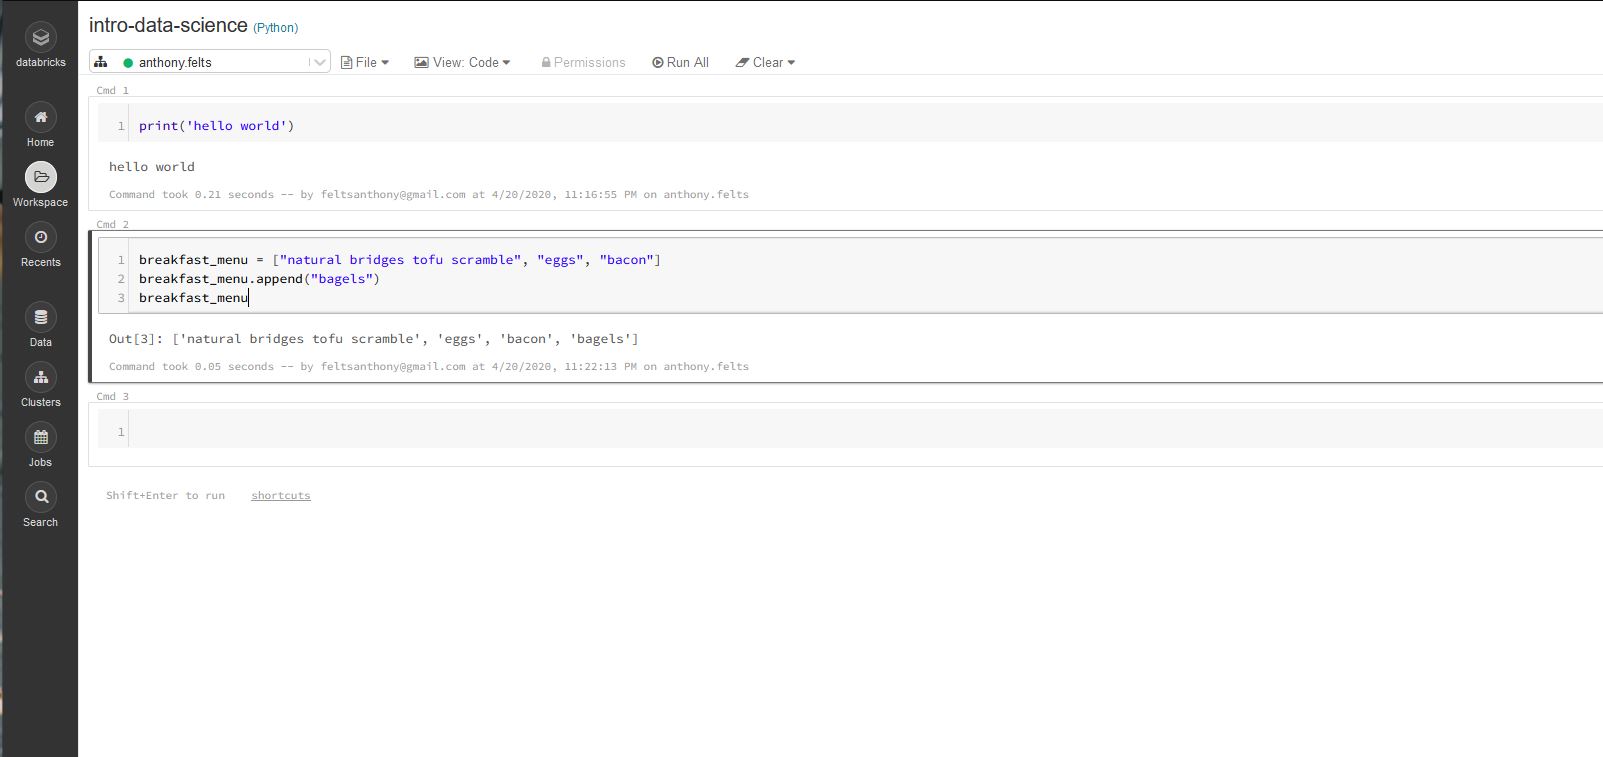 intro-data-science (Python)
databricks
anthony.felts File View: Code Permissions Run All Clear
Home
Workspace
Recents
Data
Clusters
Jobs
Search
Cmd 1
1 print('hello world')
hello world
Command took 0.21 seconds -- by feltsanthony@gmail.com at 4/20/2020, 11:16:55 PM on anthony.felts
Cmd 2
1 breakfast_menu = ["natural bridges tofu scramble", "eggs", "bacon"]
2 breakfast_menu.append("bagels")
3 breakfast_menu
Out[3]: ['natural bridges tofu scramble', 'eggs', 'bacon', 'bagels']
Command took 0.05 seconds -- by feltsanthony@gmail.com at 4/20/2020, 11:22:13 PM on anthony.felts
Cmd 3
1
Shift+Enter to run shortcuts